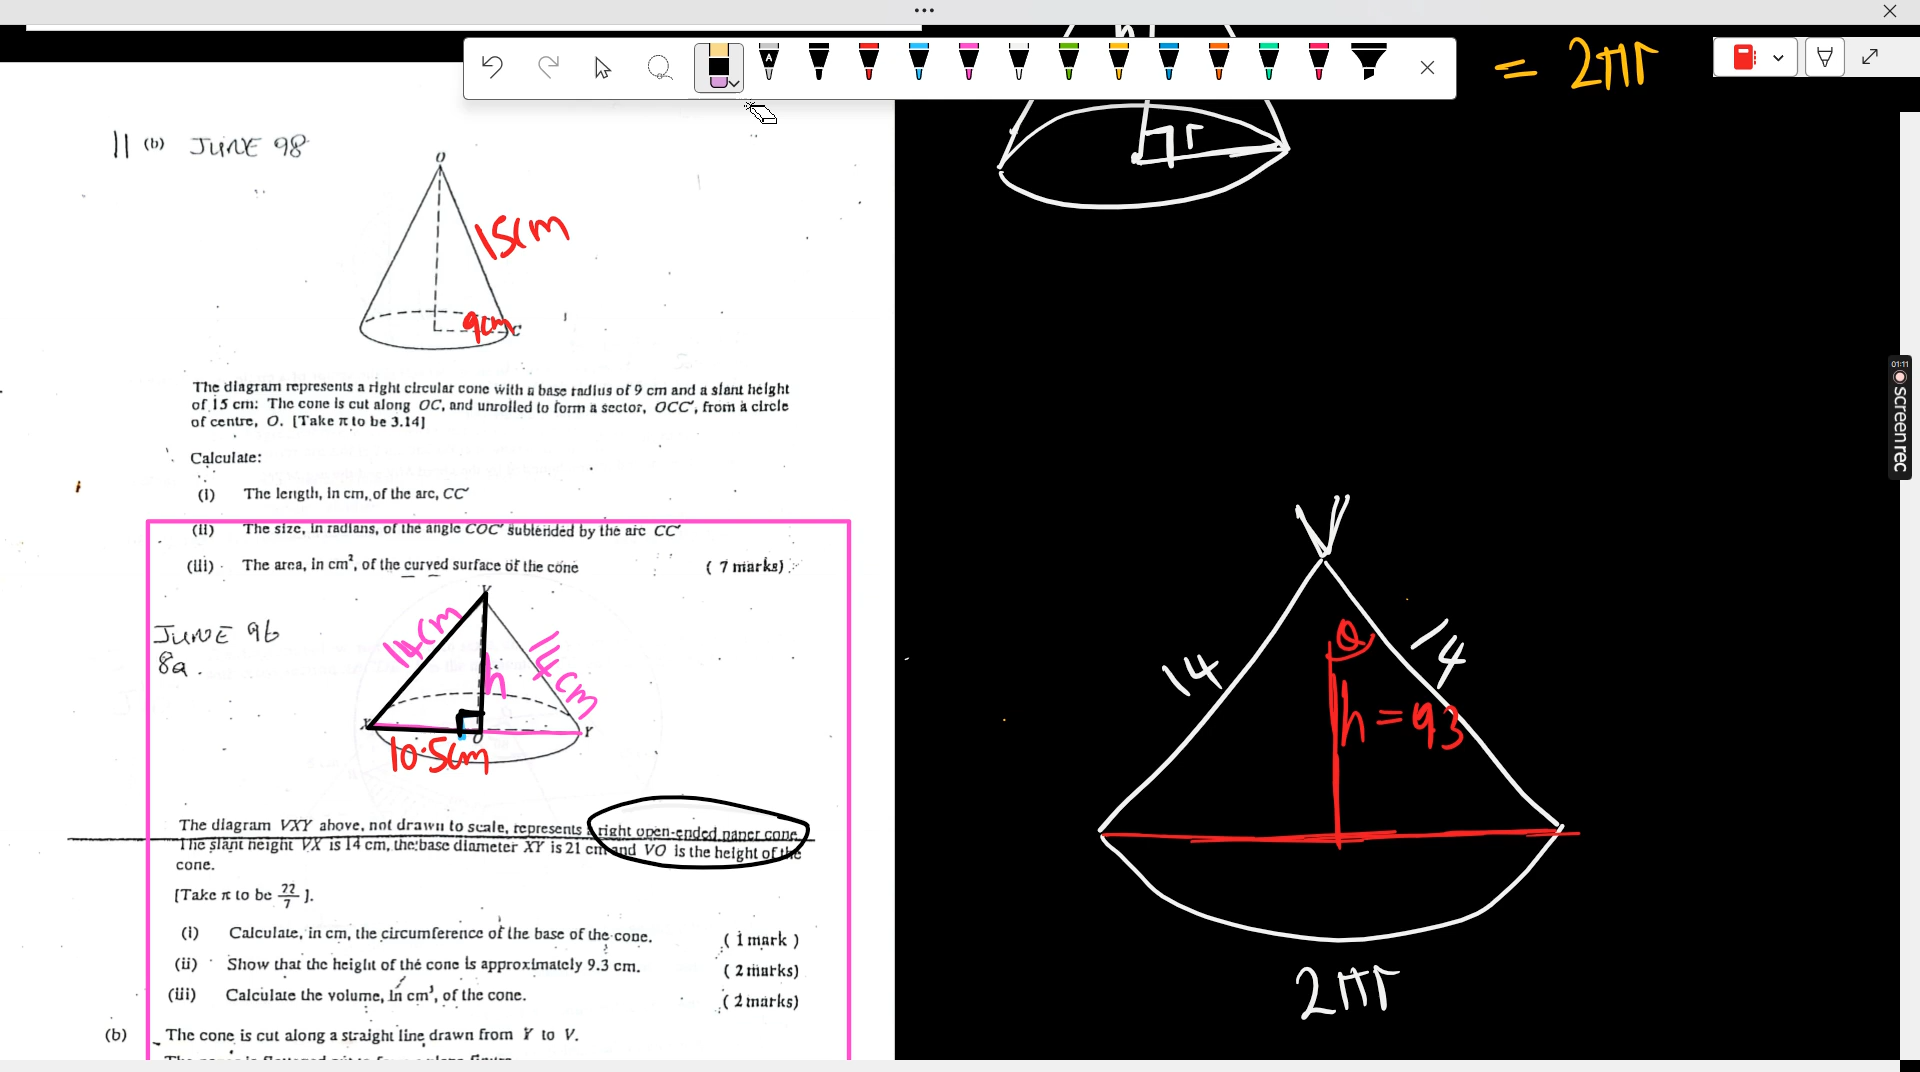 = 2πr
A
h
r
11 (b) JUNE 98
O
15cm
9cm
C
The diagram represents a right circular cone with a base radius of 9 cm and a slant height
of 15 cm: The cone is cut along OC, and unrolled to form a sector, OCC′, from a circle
of centre, O. [Take π to be 3.14]
Calculate:
(i) The length, in cm, of the arc, CC′
(ii) The size, in radians, of the angle COC′ subtended by the arc CC′
(iii) The area, in cm², of the curved surface of the cone ( 7 marks)
V
JUNE 96
8a.
14cm
14cm
h
X
O
Y
10.5cm
The diagram VXY above, not drawn to scale, represents a right open-ended paper cone.
The slant height VX is 14 cm, the base diameter XY is 21 cm and VO is the height of the
cone.
[Take π to be 22/7 ].
(i) Calculate, in cm, the circumference of the base of the cone. ( 1 mark )
(ii) Show that the height of the cone is approximately 9.3 cm. ( 2 marks)
(iii) Calculate the volume, in cm³, of the cone. ( 2 marks)
(b) The cone is cut along a straight line drawn from Y to V.
V
14
14
θ
h = 93
2πr
01:11
screenrec